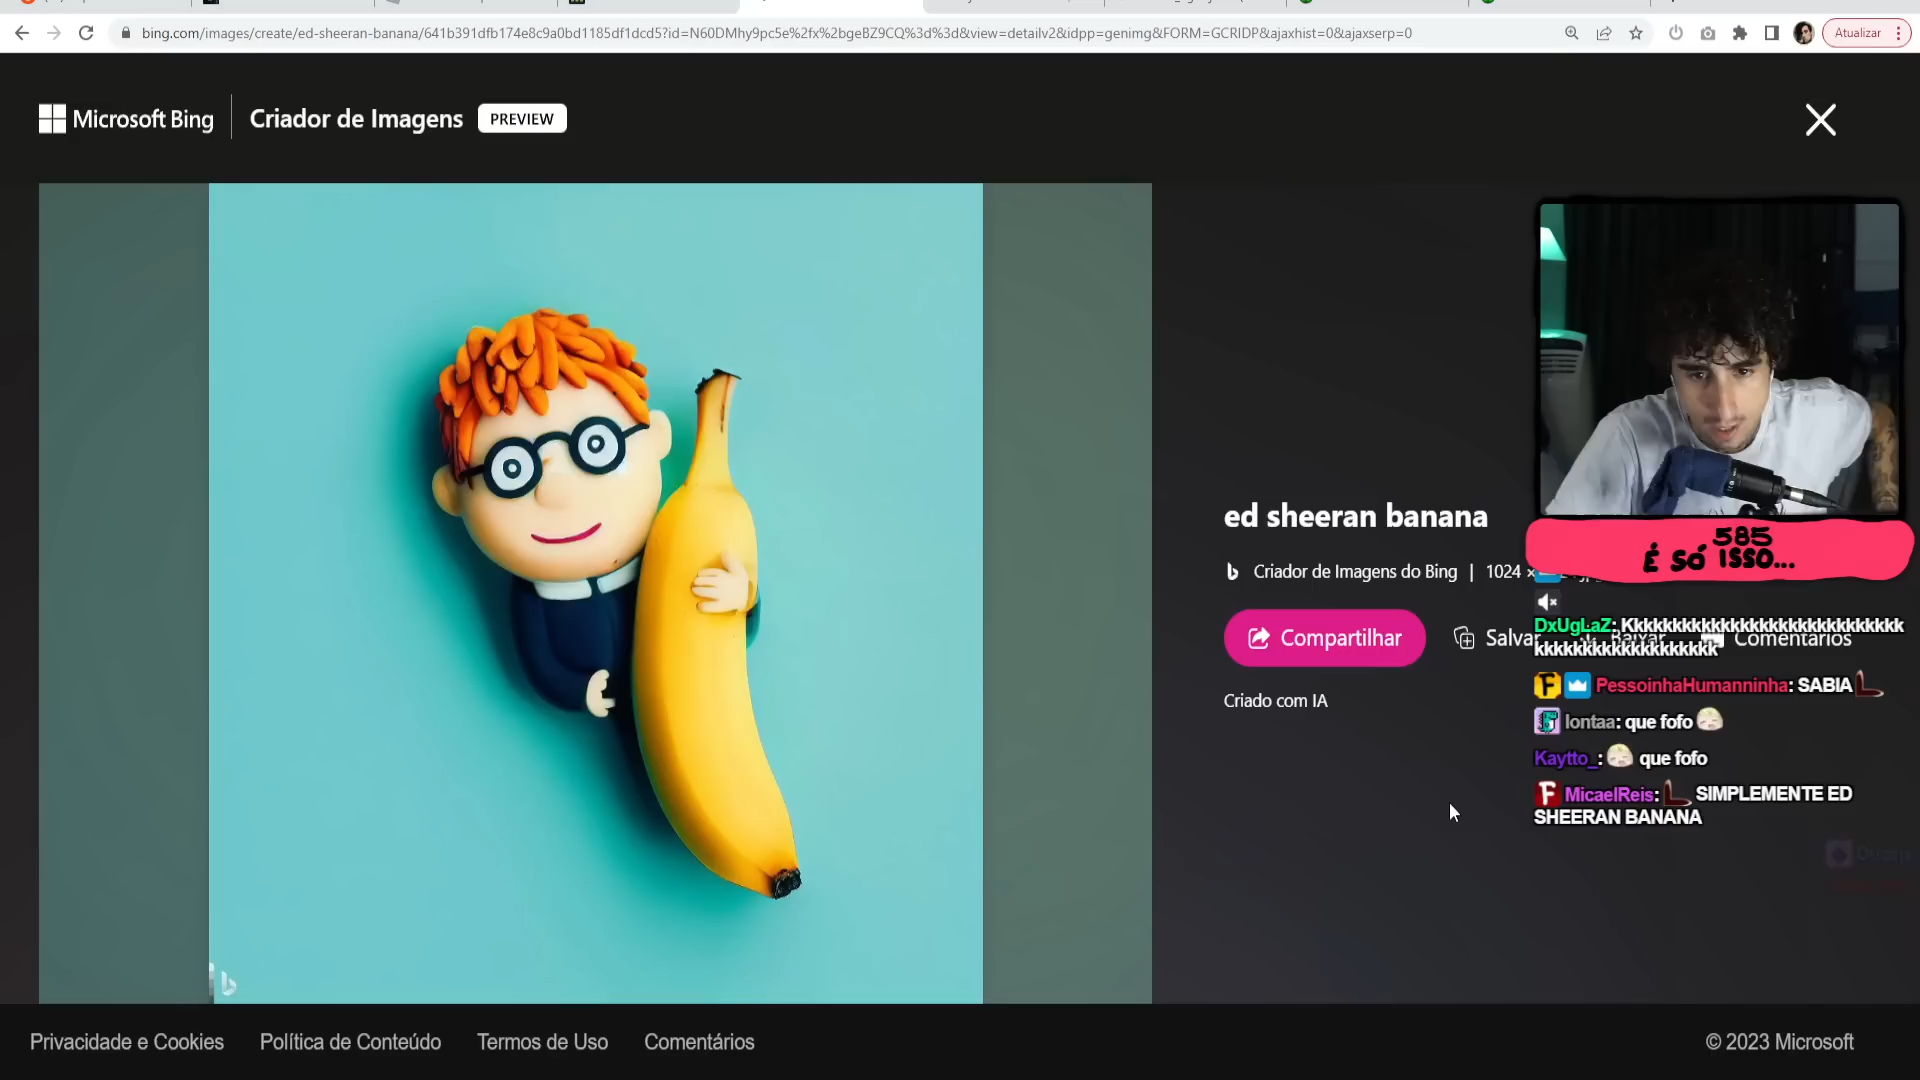 bing.com/images/create/ed-sheeran-banana/641b391dfb174e8c9a0bd1185df1dcd5?id=N60DMhy9pc5e%2fx%2bgeBZ9CQ%3d%3d&view=detailv2&idpp=genimg&FORM=GCRIDP&ajaxhist=0&ajaxserp=0
Atualizar
Microsoft Bing
Criador de Imagens
PREVIEW
ed sheeran banana
585
É SÓ ISSO...
Criador de Imagens do Bing | 1024 ×
Compartilhar
Salvar
Baixar
Comentários
DxUgLaZ: Kkkkkkkkkkkkkkkkkkkkkkkkkkkkk
kkkkkkkkkkkkkkkkkkk
PessoinhaHumanninha: SABIA
Criado com IA
Iontaa: que fofo
Kaytto_: que fofo
MicaelReis: SIMPLEMENTE ED
SHEERAN BANANA
Privacidade e Cookies
Política de Conteúdo
Termos de Uso
Comentários
© 2023 Microsoft